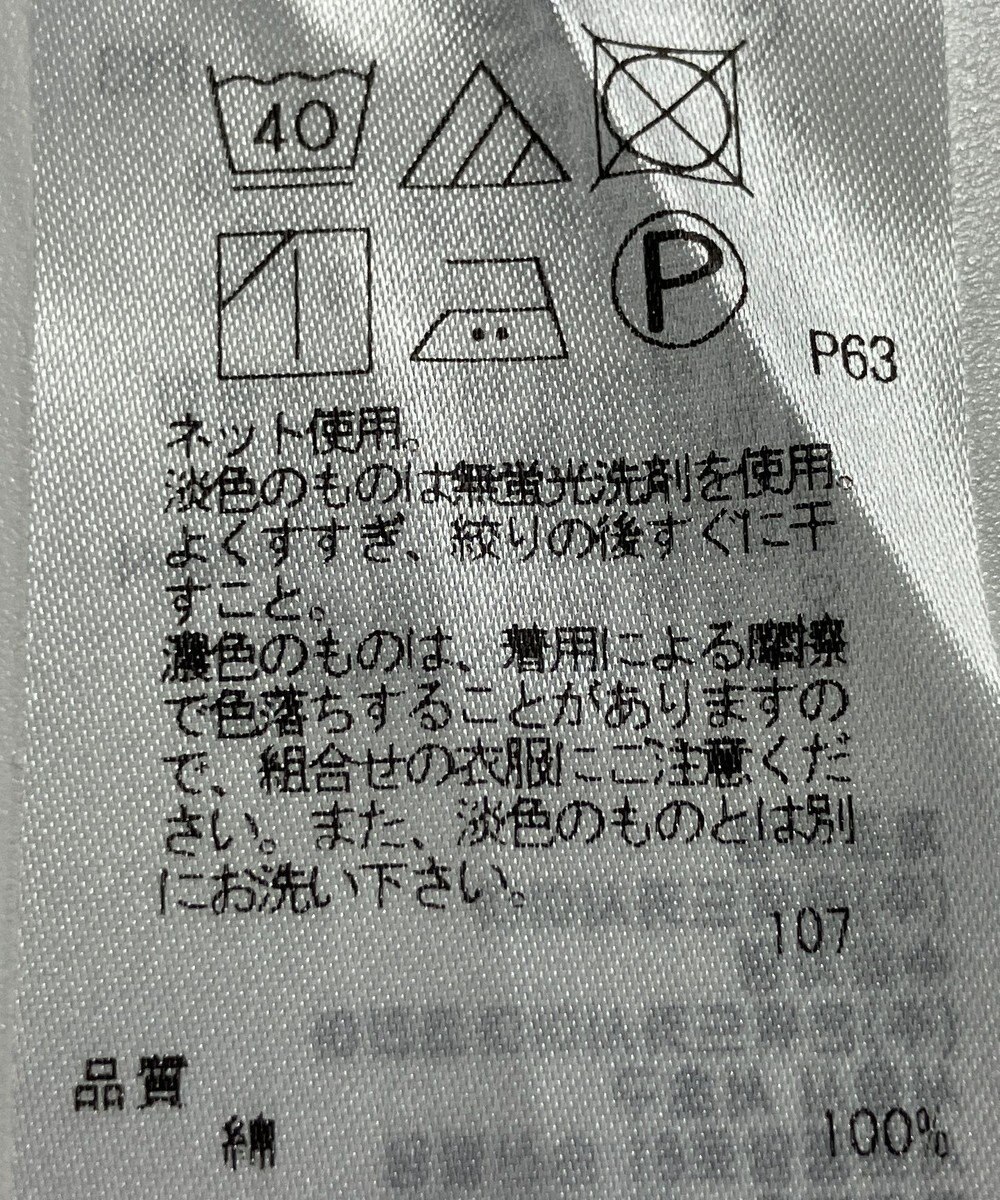 40
P
P63
ネット使用。
淡色のものは無蛍光洗剤を使用。
よくすすぎ、絞りの後すぐに干
すこと。
濃色のものは、着用による摩擦
で色落ちすることがありますの
で、組合せの衣服にご注意くだ
さい。また、淡色のものとは別
にお洗い下さい。
107
品質
綿 100%